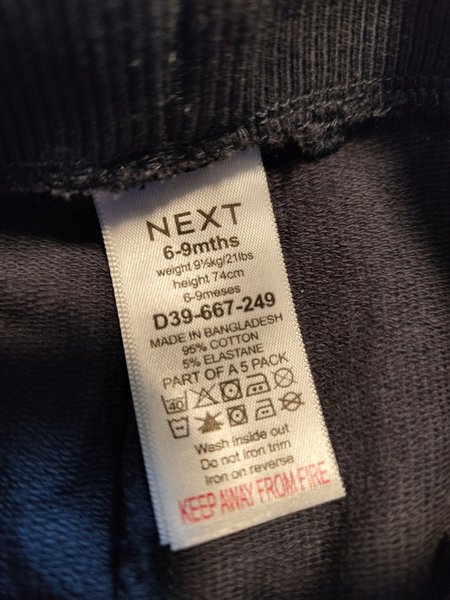 NEXT
6-9mths
weight 9½kg/21lbs
height 74cm
6-9meses
D39-667-249
MADE IN BANGLADESH
95% COTTON
5% ELASTANE
PART OF A 5 PACK
40
Wash inside out
Do not iron trim
Iron on reverse
KEEP AWAY FROM FIRE